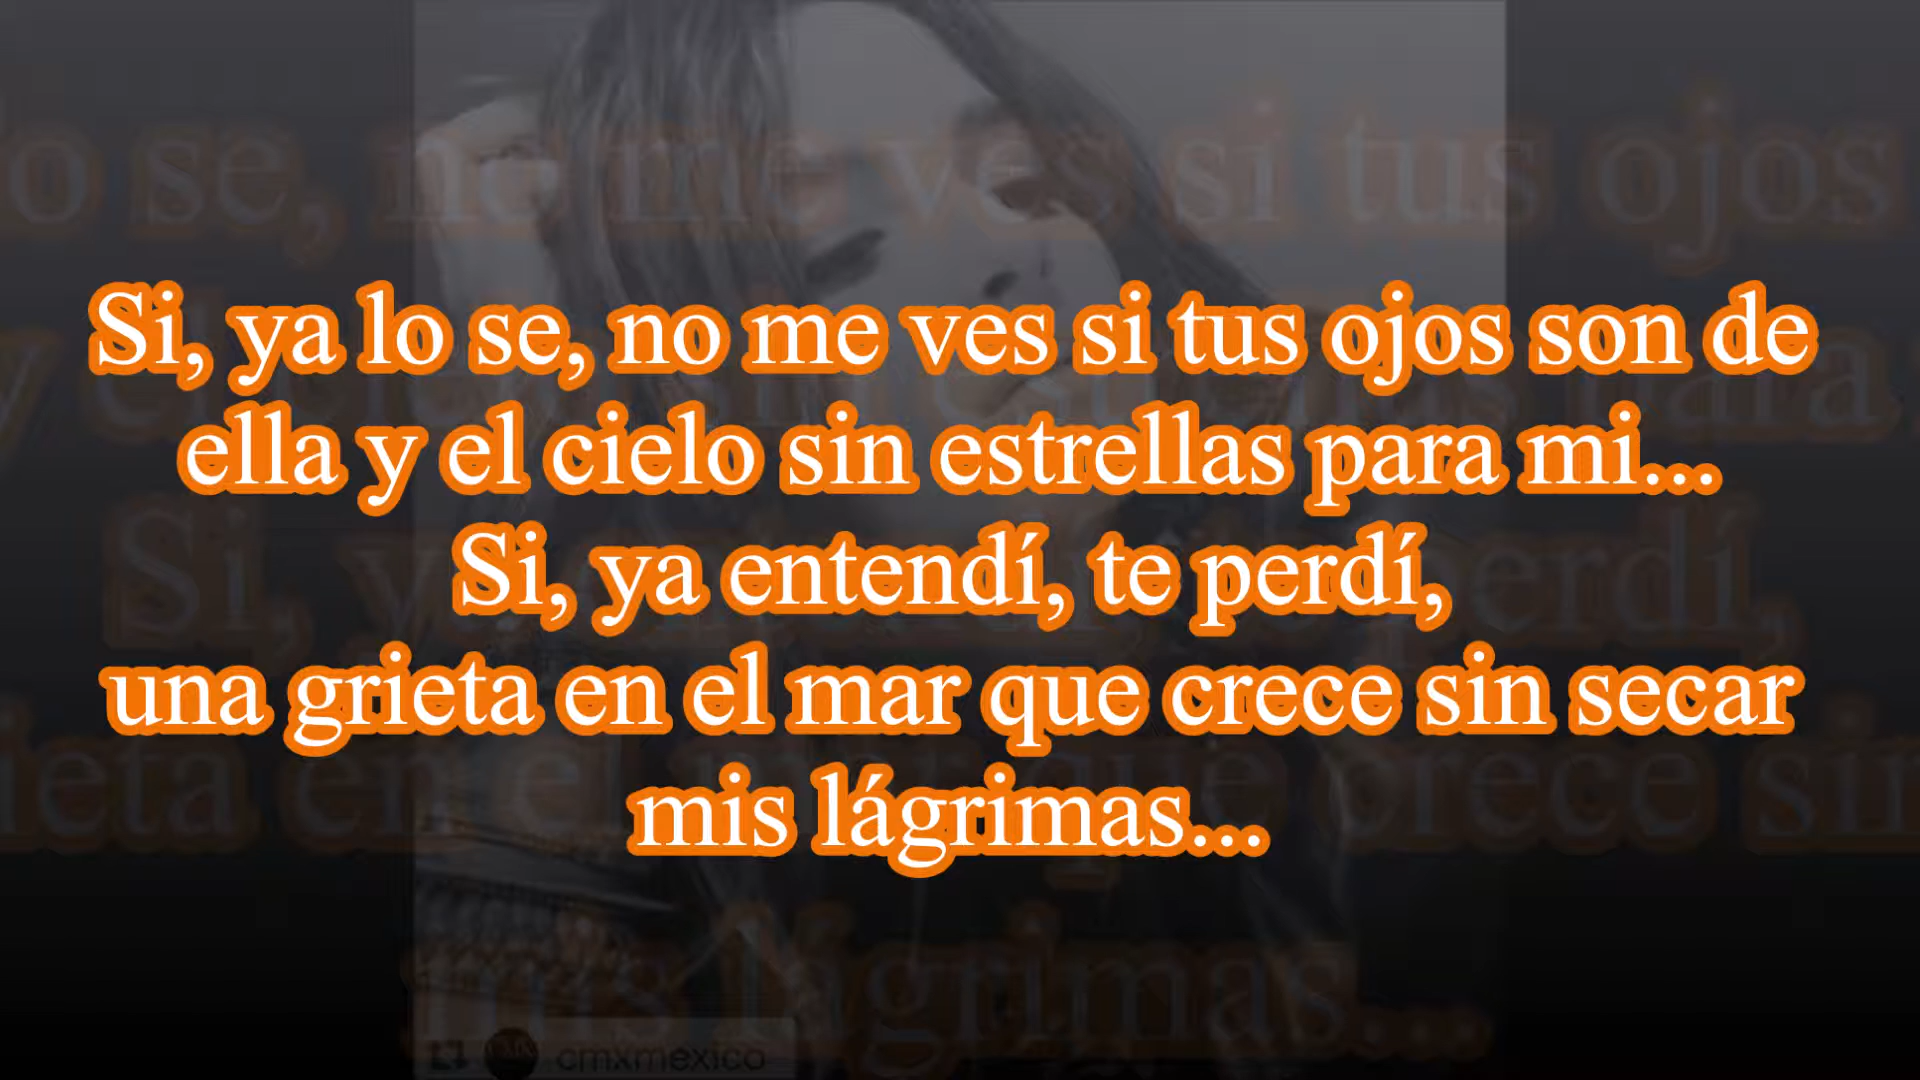 Si, ya lo se, no me ves si tus ojos son de
ella y el cielo sin estrellas para mi...
Si, ya entendí, te perdí,
una grieta en el mar que crece sin secar
mis lágrimas...
cmxmexico